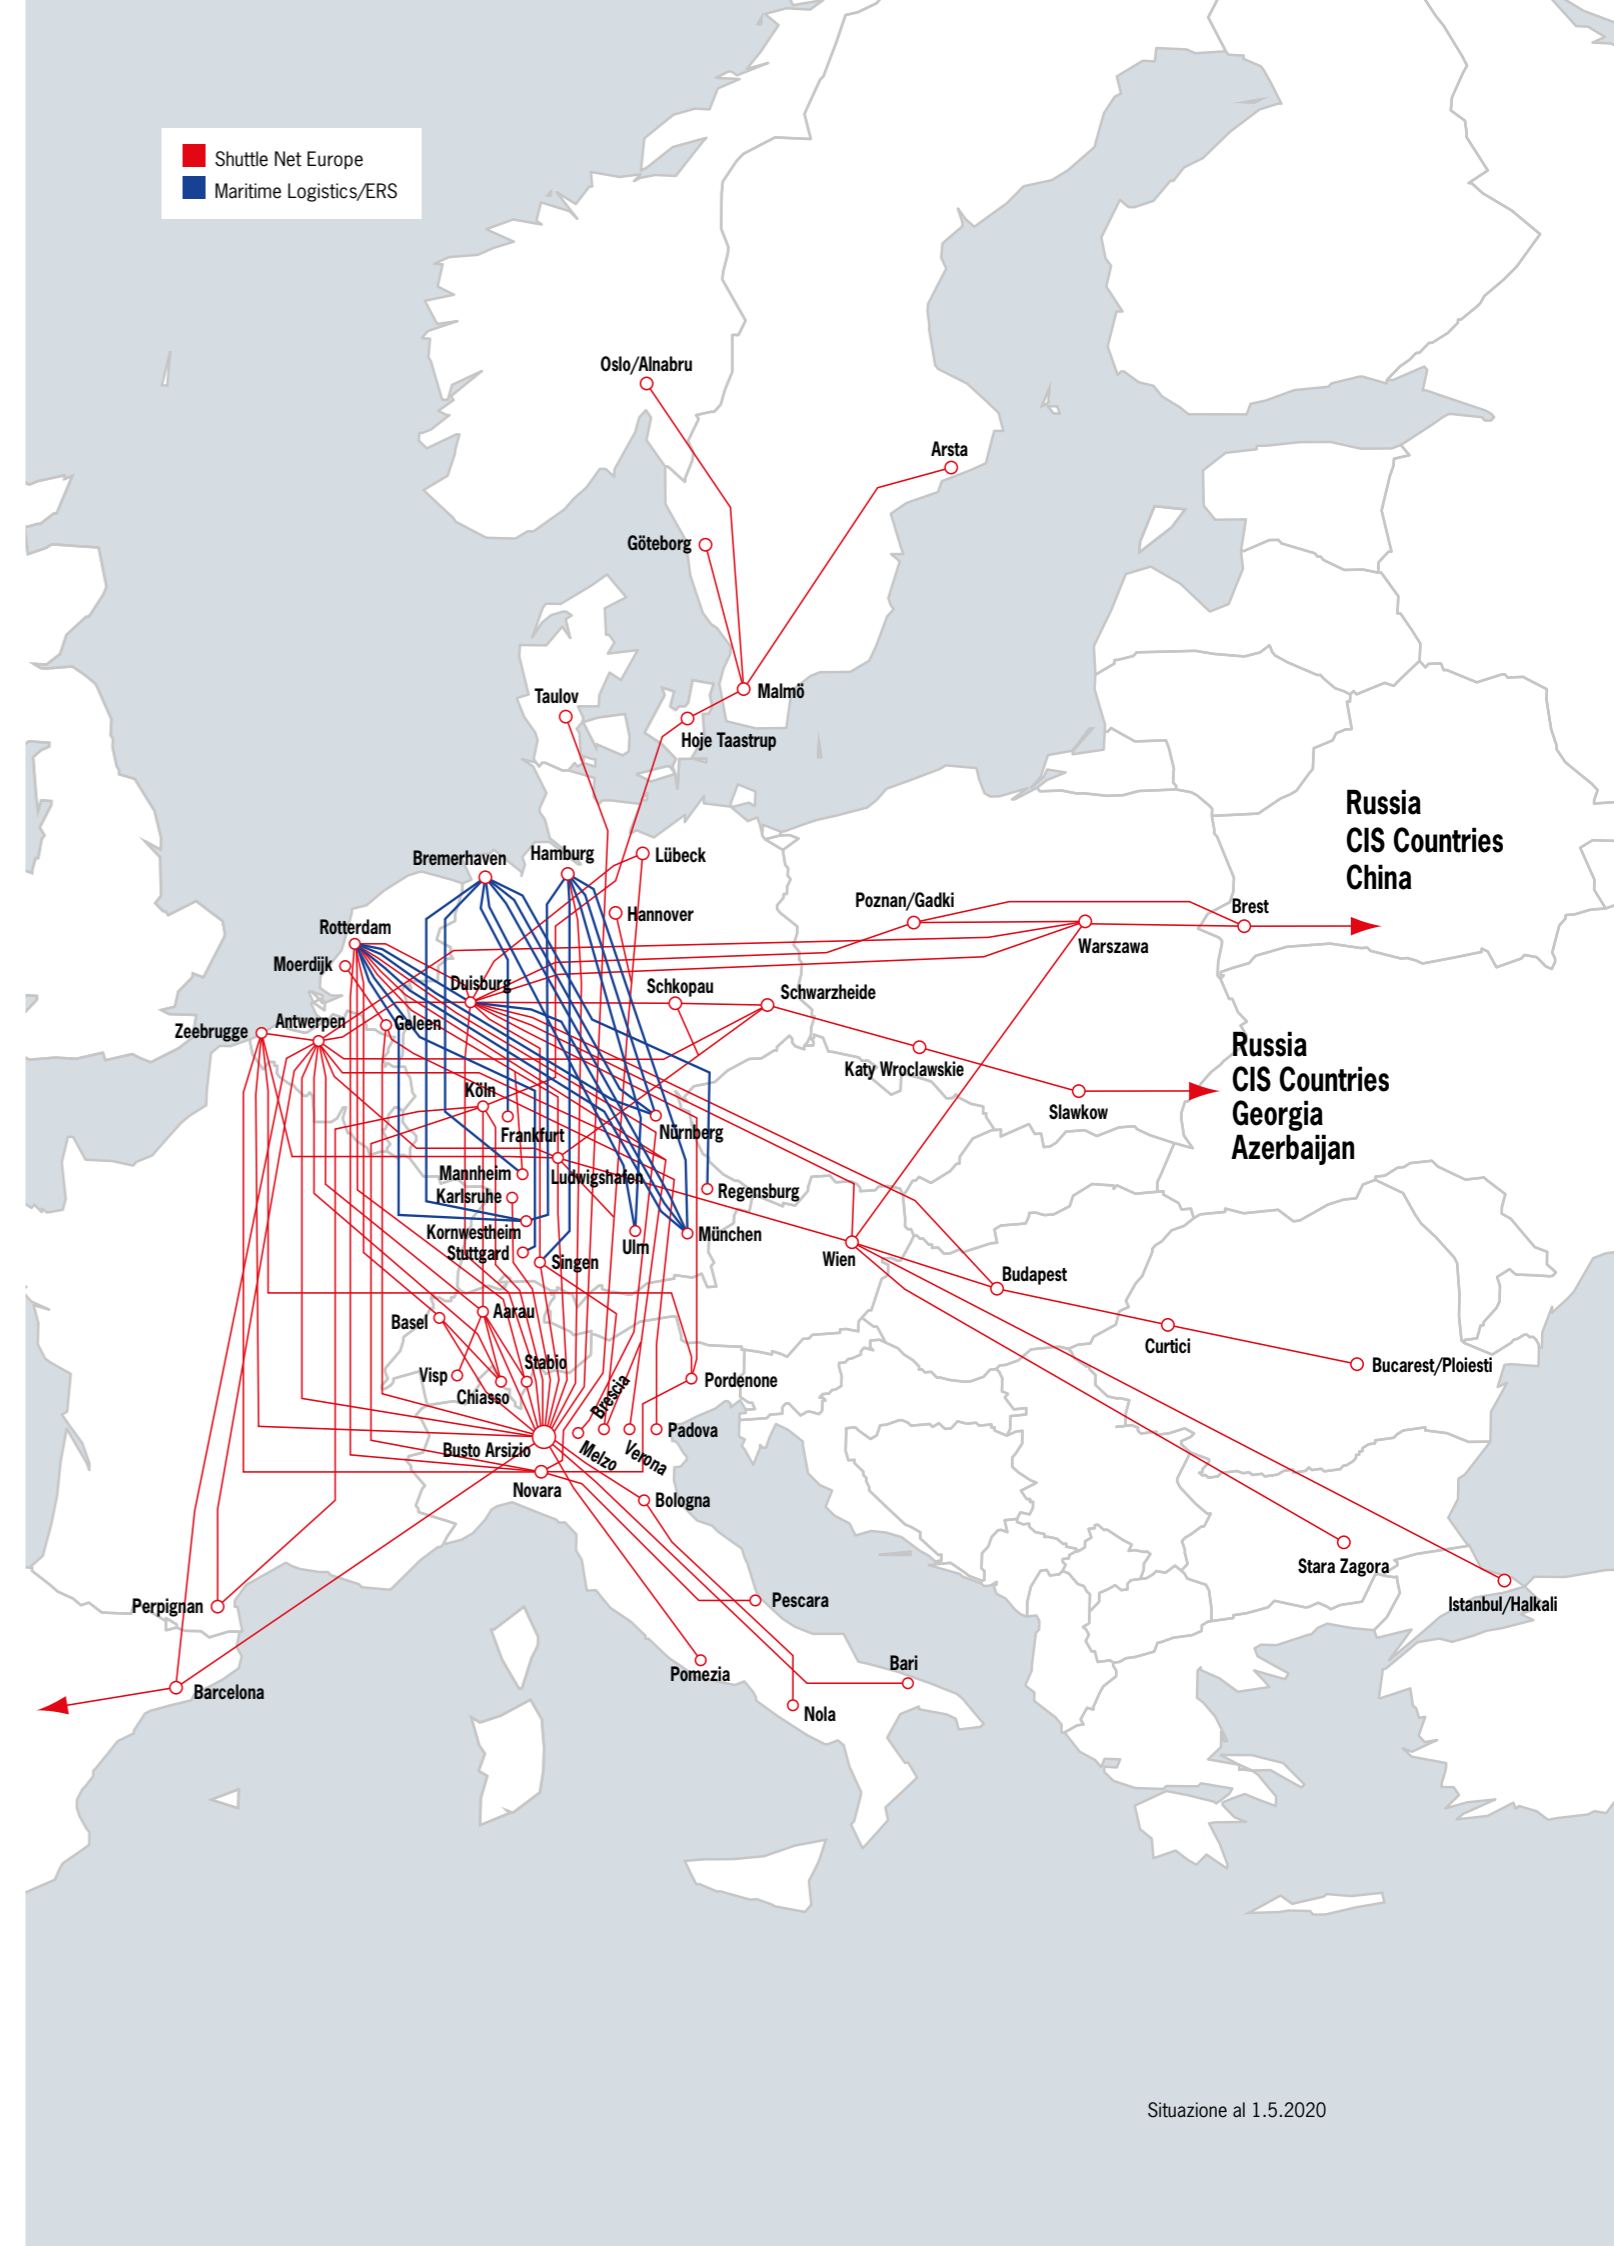 Shuttle Net Europe
Maritime Logistics/ERS
Oslo/Alnabru
Arsta
Göteborg
Malmö
Taulov
Hoje Taastrup
Russia
CIS Countries
China
Bremerhaven
Hamburg
Lübeck
Hannover
Poznan/Gadki
Brest
Warszawa
Rotterdam
Moerdijk
Duisburg
Schkopau
Schwarzheide
Zeebrugge
Antwerpen
Geleen
Katy Wroclawskie
Slawkow
Russia
CIS Countries
Georgia
Azerbaijan
Köln
Frankfurt
Nürnberg
Mannheim
Ludwigshafen
Karlsruhe
Regensburg
Kornwestheim
Stuttgard
Singen
Ulm
München
Wien
Budapest
Basel
Aarau
Curtici
Bucarest/Ploiesti
Visp
Chiasso
Stabio
Brescia
Pordenone
Busto Arsizio
Melzo
Verona
Padova
Novara
Bologna
Stara Zagora
Istanbul/Halkali
Perpignan
Pescara
Pomezia
Bari
Nola
Barcelona
Situazione al 1.5.2020